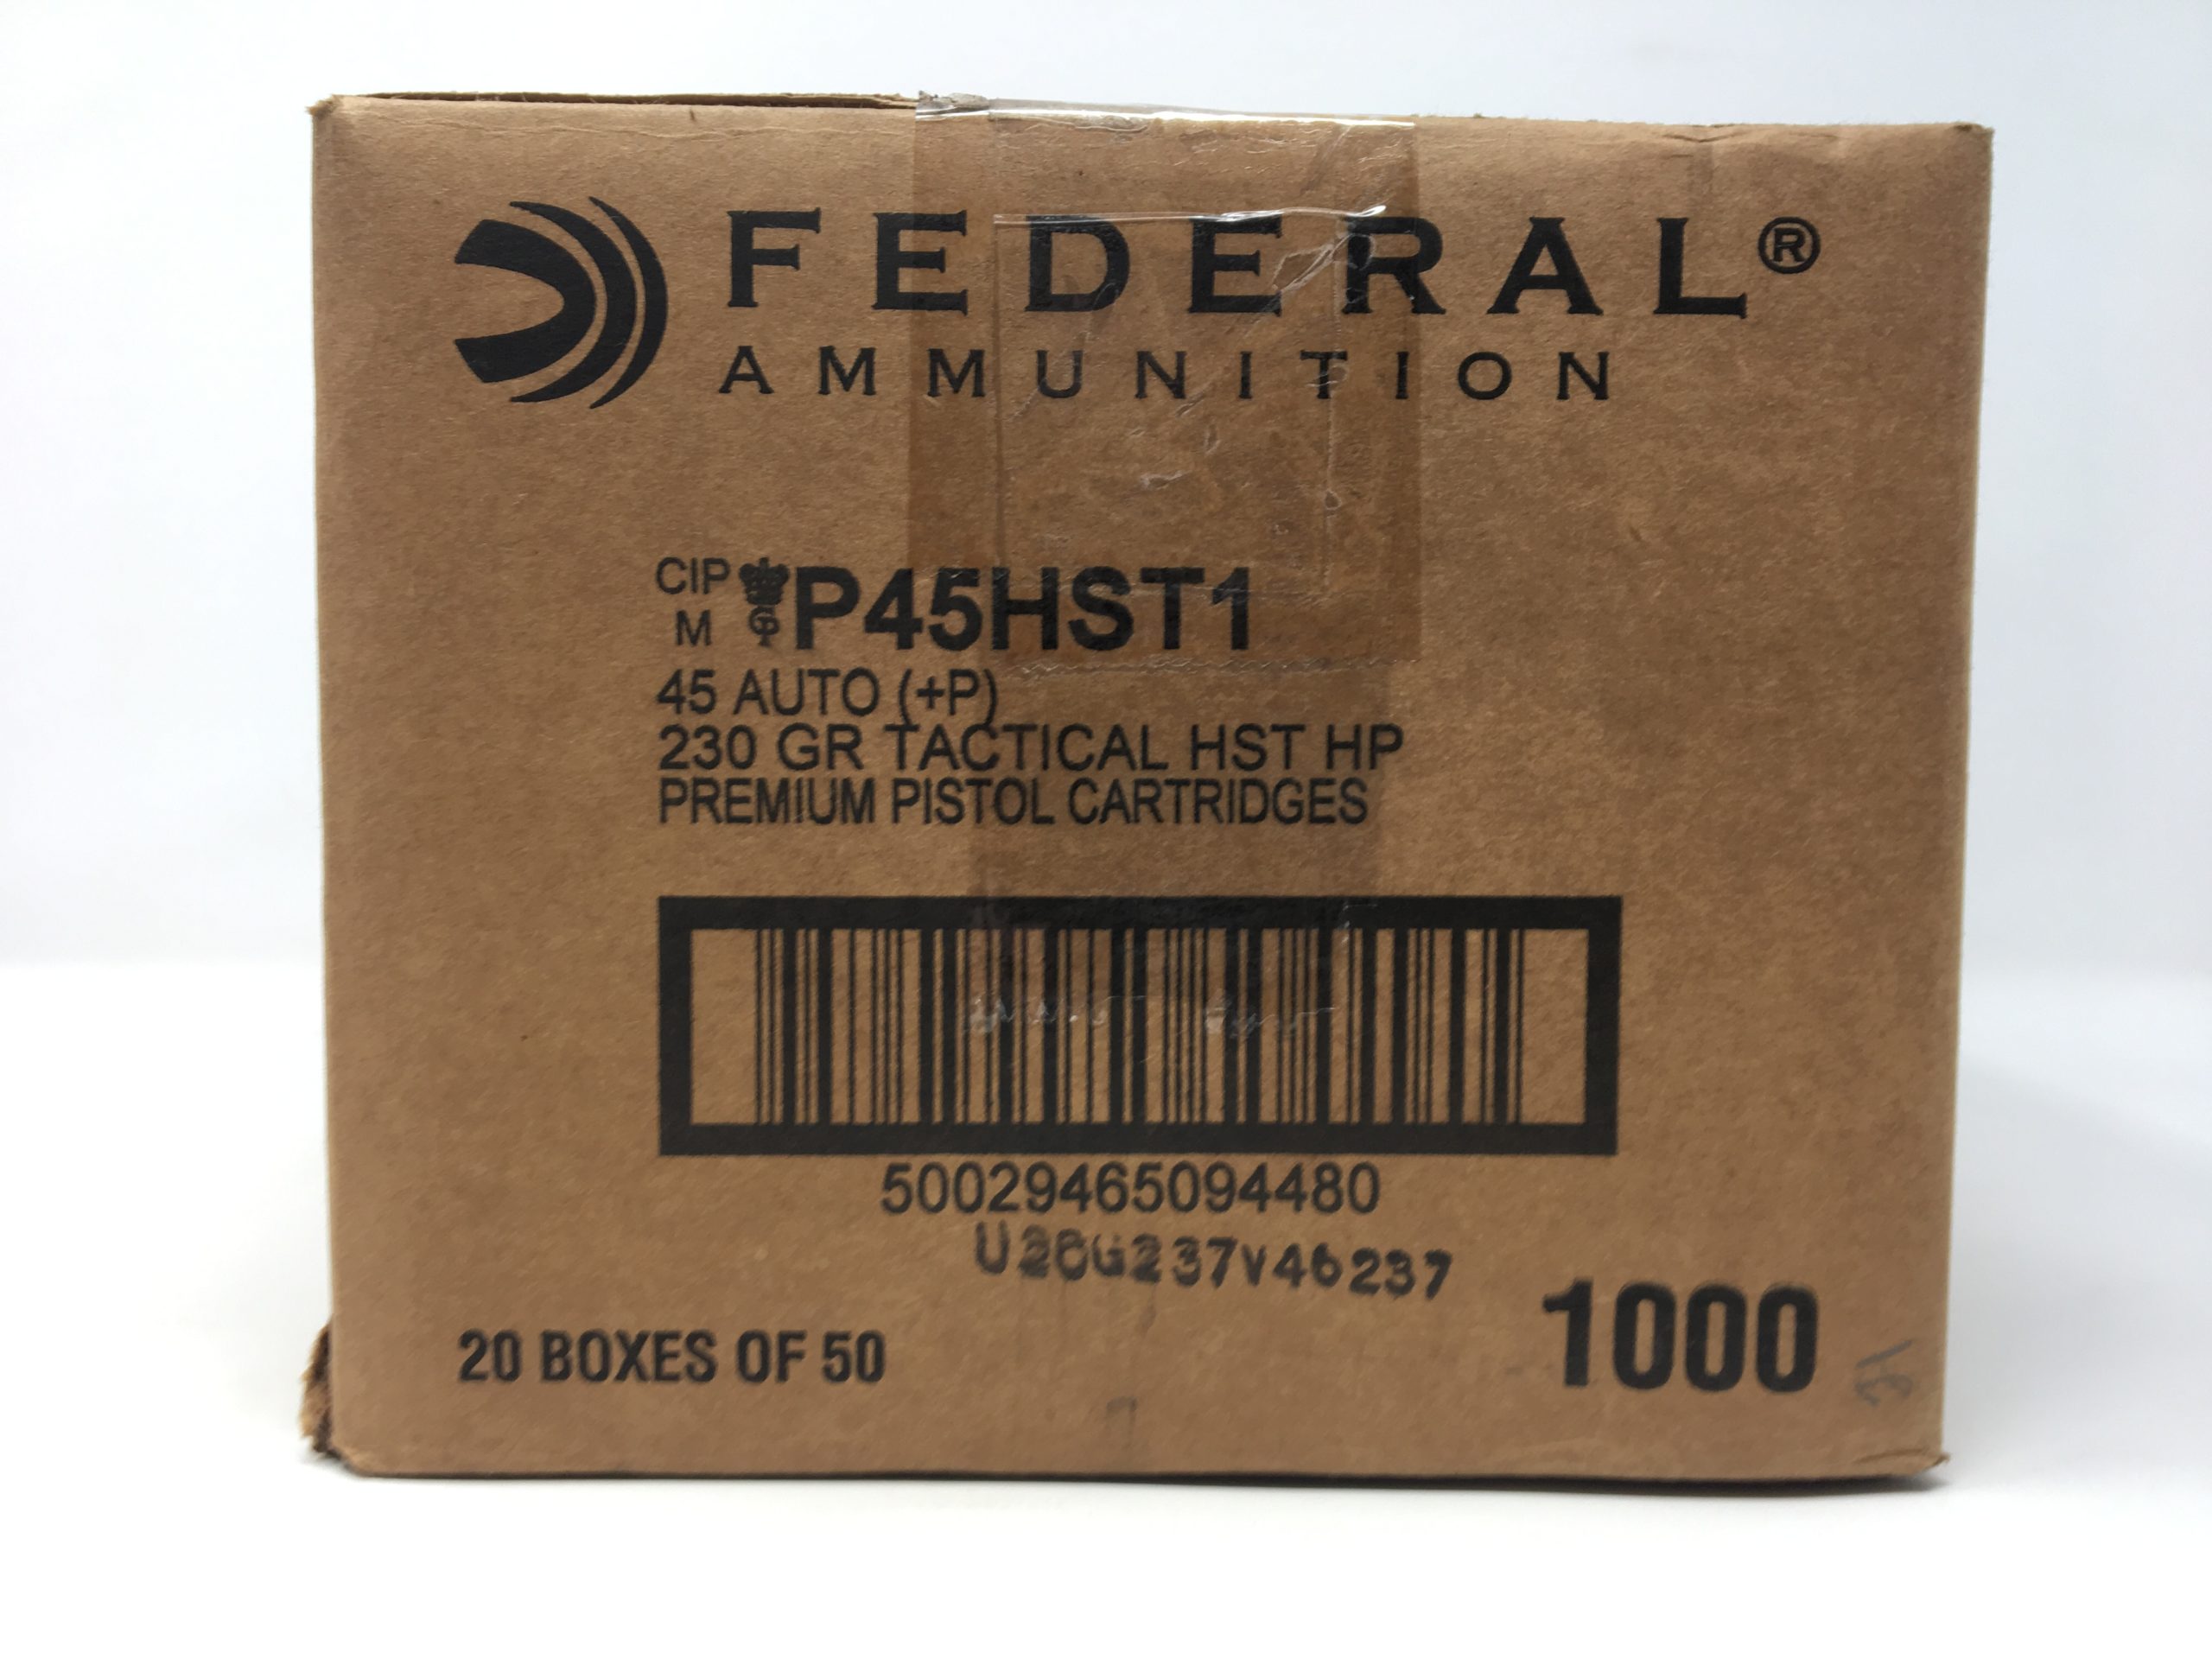 FEDERAL®
AMMUNITION
CIP
M
P45HST1
45 AUTO (+P)
230 GR TACTICAL HST HP
PREMIUM PISTOL CARTRIDGES
50029465094480
20 BOXES OF 50
1000